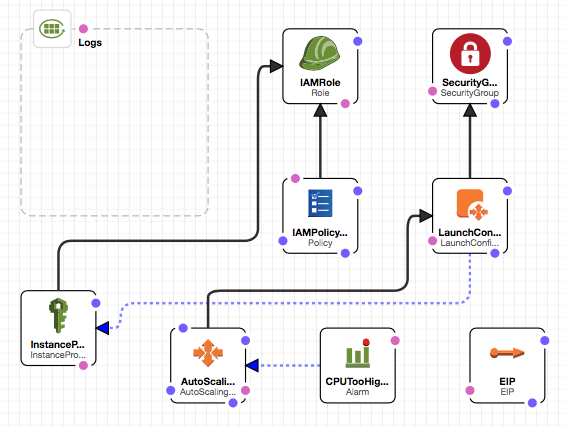 Logs
IAMRole
Role
SecurityG...
SecurityGroup
IAMPolicy...
Policy
LaunchCon...
LaunchConfi...
InstanceP...
InstancePro...
AutoScali...
AutoScaling...
CPUTooHig...
Alarm
EIP
EIP